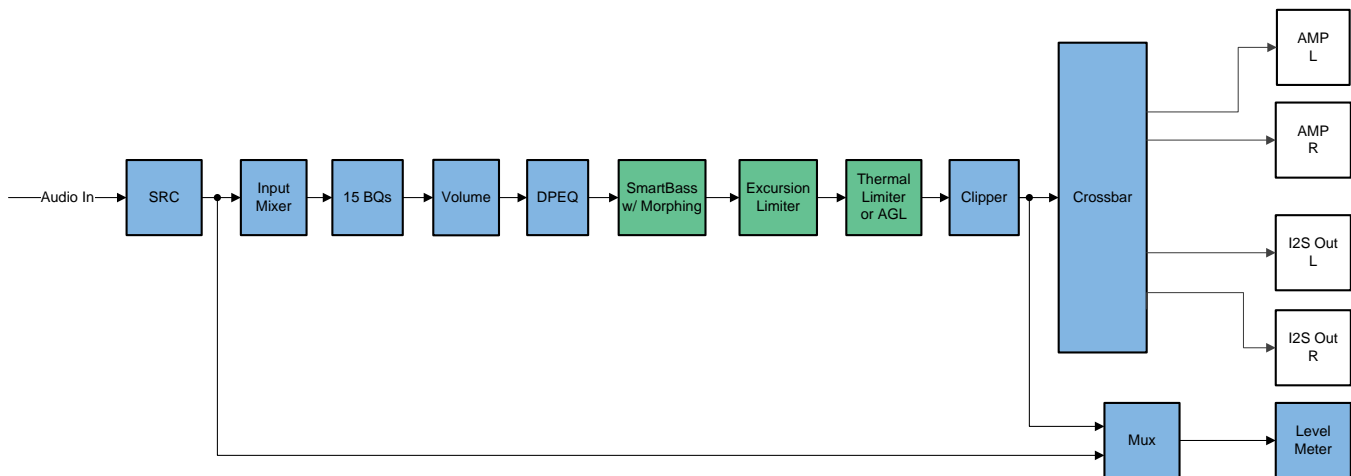 AMP
L
AMP
R
Audio In
SRC
Input
Mixer
15 BQs
Volume
DPEQ
SmartBass
w/ Morphing
Excursion
Limiter
Thermal
Limiter
or AGL
Clipper
Crossbar
I2S Out
L
I2S Out
R
Mux
Level
Meter